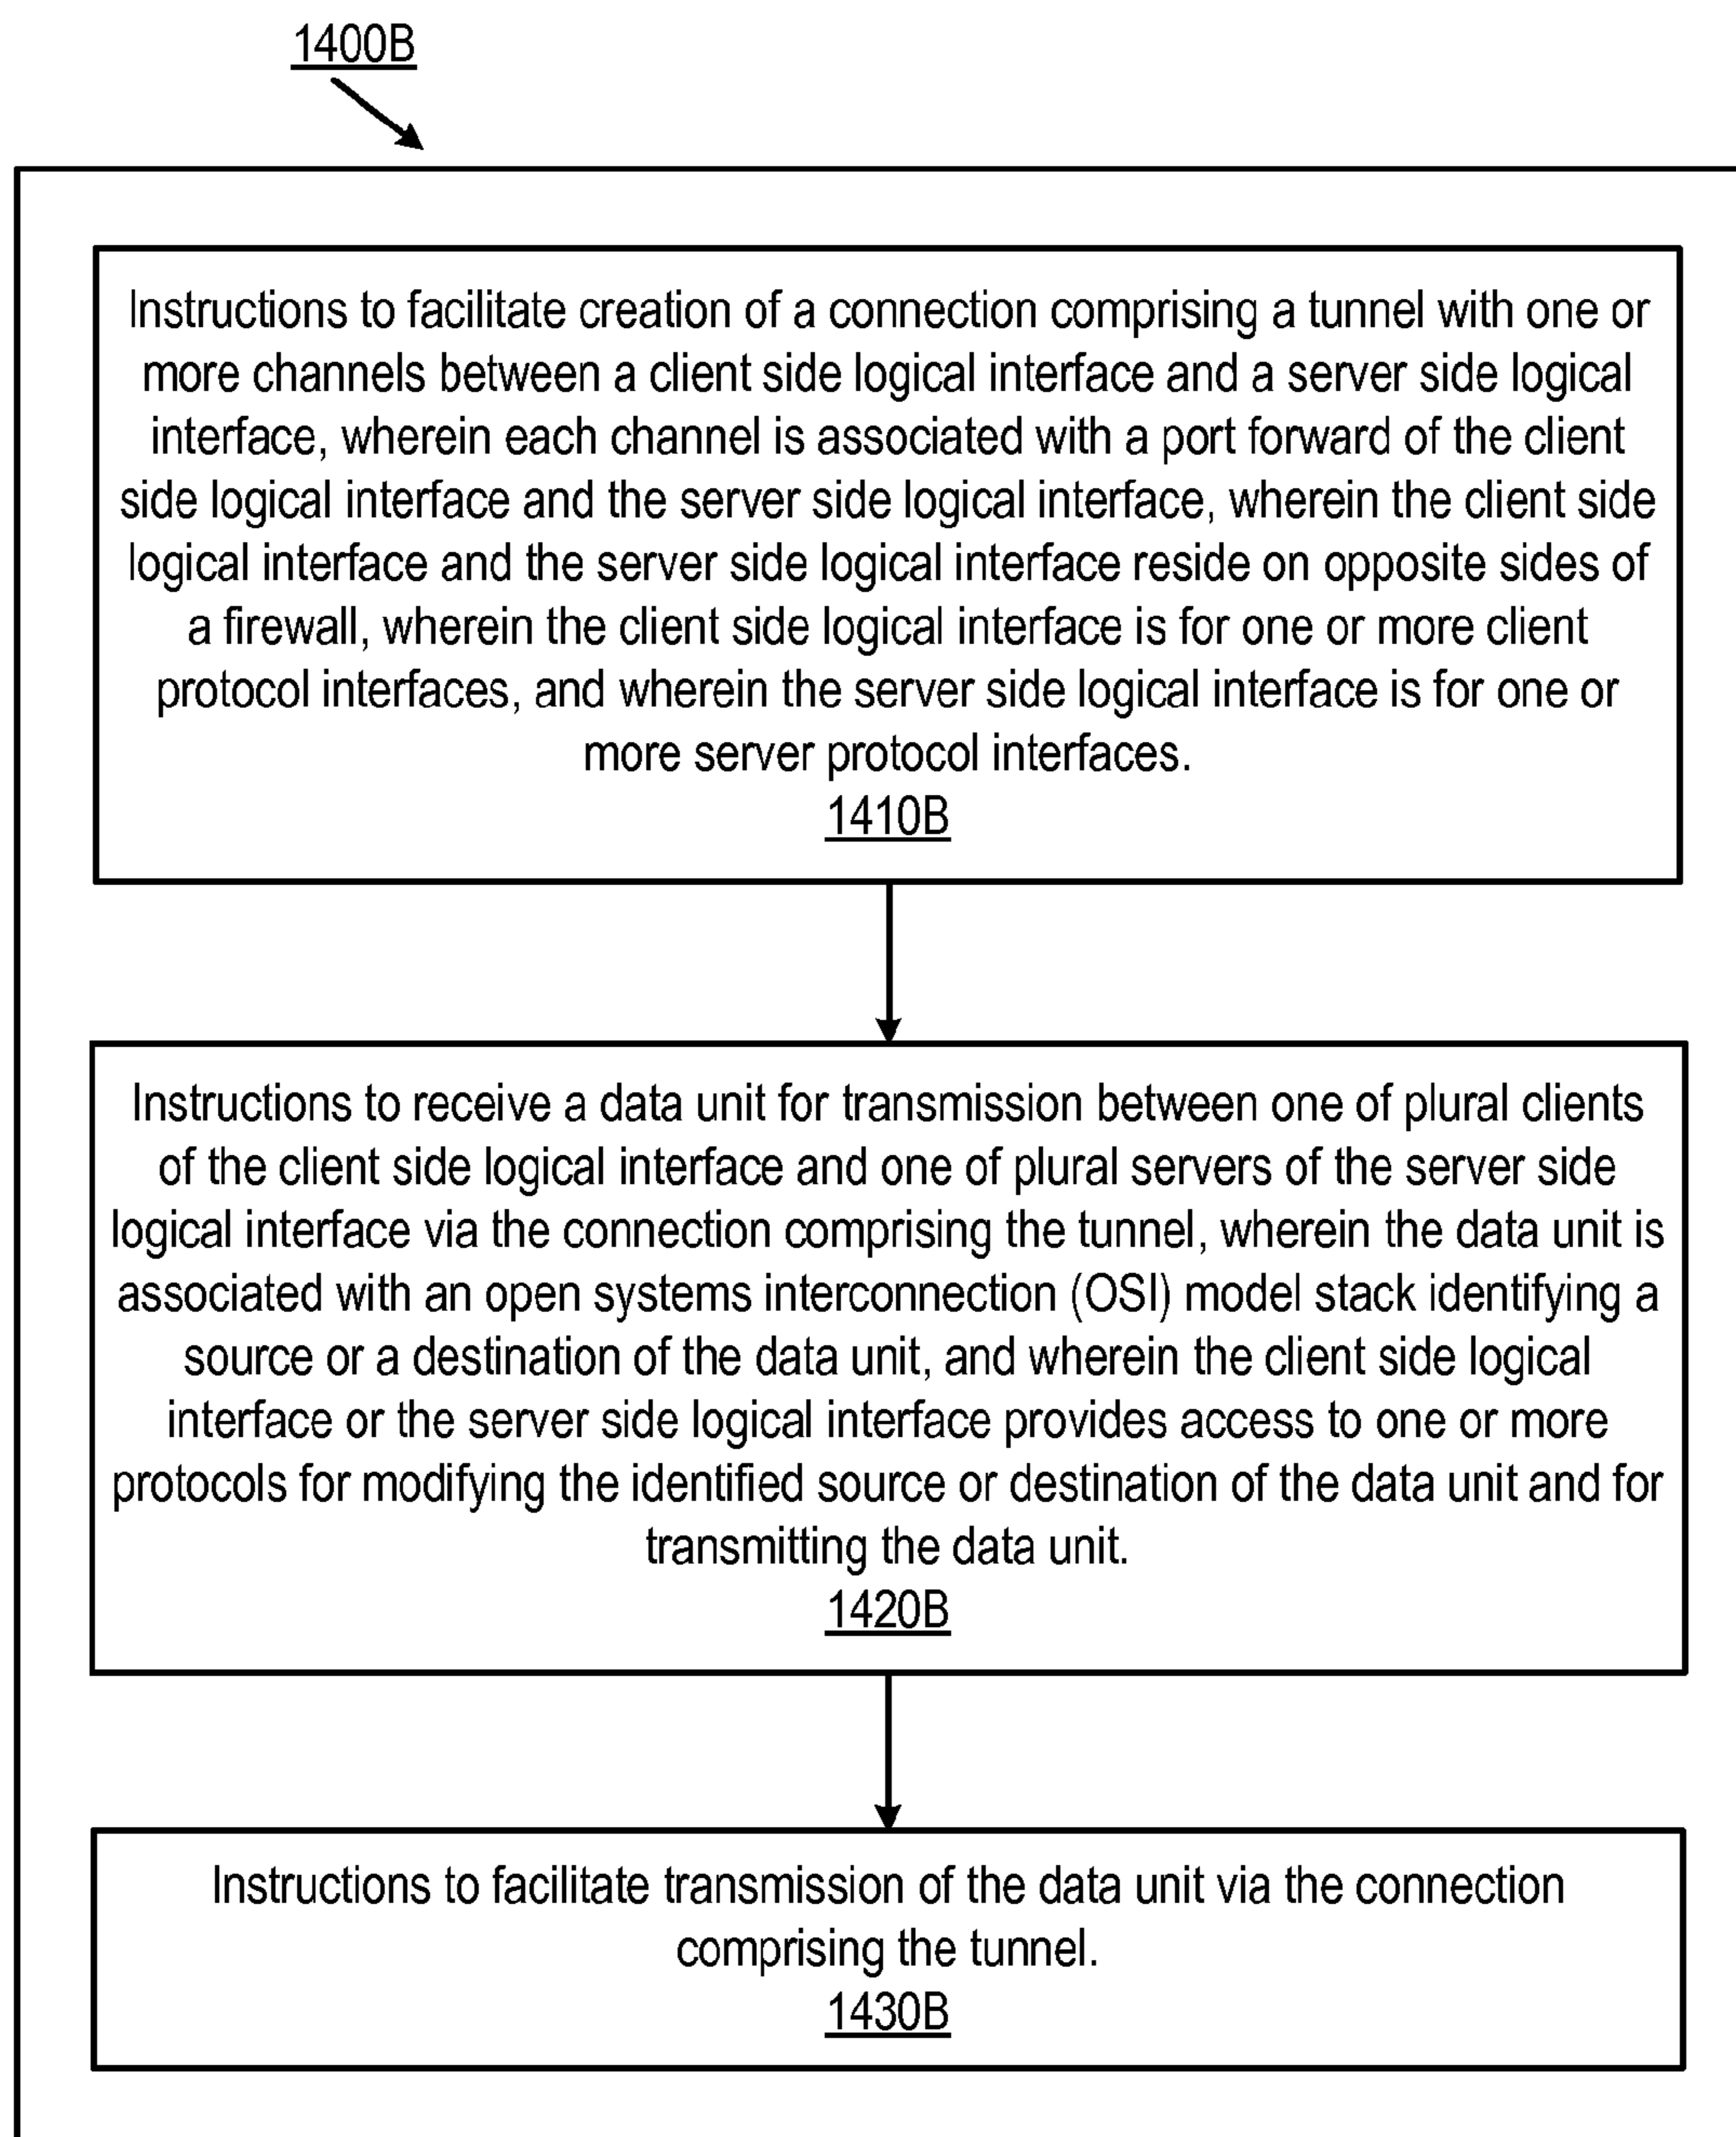 1400B
Instructions to facilitate creation of a connection comprising a tunnel with one or
more channels between a client side logical interface and a server side logical
interface, wherein each channel is associated with a port forward of the client
side logical interface and the server side logical interface, wherein the client side
logical interface and the server side logical interface reside on opposite sides of
a firewall, wherein the client side logical interface is for one or more client
protocol interfaces, and wherein the server side logical interface is for one or
more server protocol interfaces.
1410B
Instructions to receive a data unit for transmission between one of plural clients
of the client side logical interface and one of plural servers of the server side
logical interface via the connection comprising the tunnel, wherein the data unit is
associated with an open systems interconnection (OSI) model stack identifying a
source or a destination of the data unit, and wherein the client side logical
interface or the server side logical interface provides access to one or more
protocols for modifying the identified source or destination of the data unit and for
transmitting the data unit.
1420B
Instructions to facilitate transmission of the data unit via the connection
comprising the tunnel.
1430B